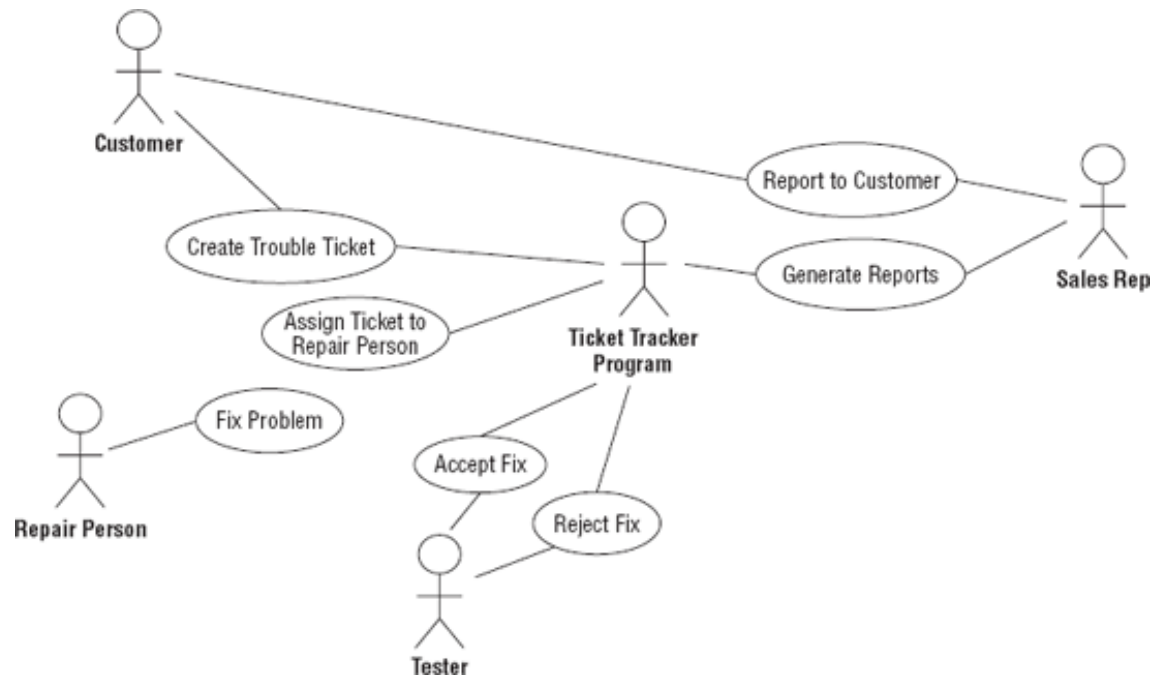 Customer
Report to Customer
Create Trouble Ticket
Generate Reports
Sales Rep
Assign Ticket to
Repair Person
Ticket Tracker
Program
Fix Problem
Accept Fix
Repair Person
Reject Fix
Tester